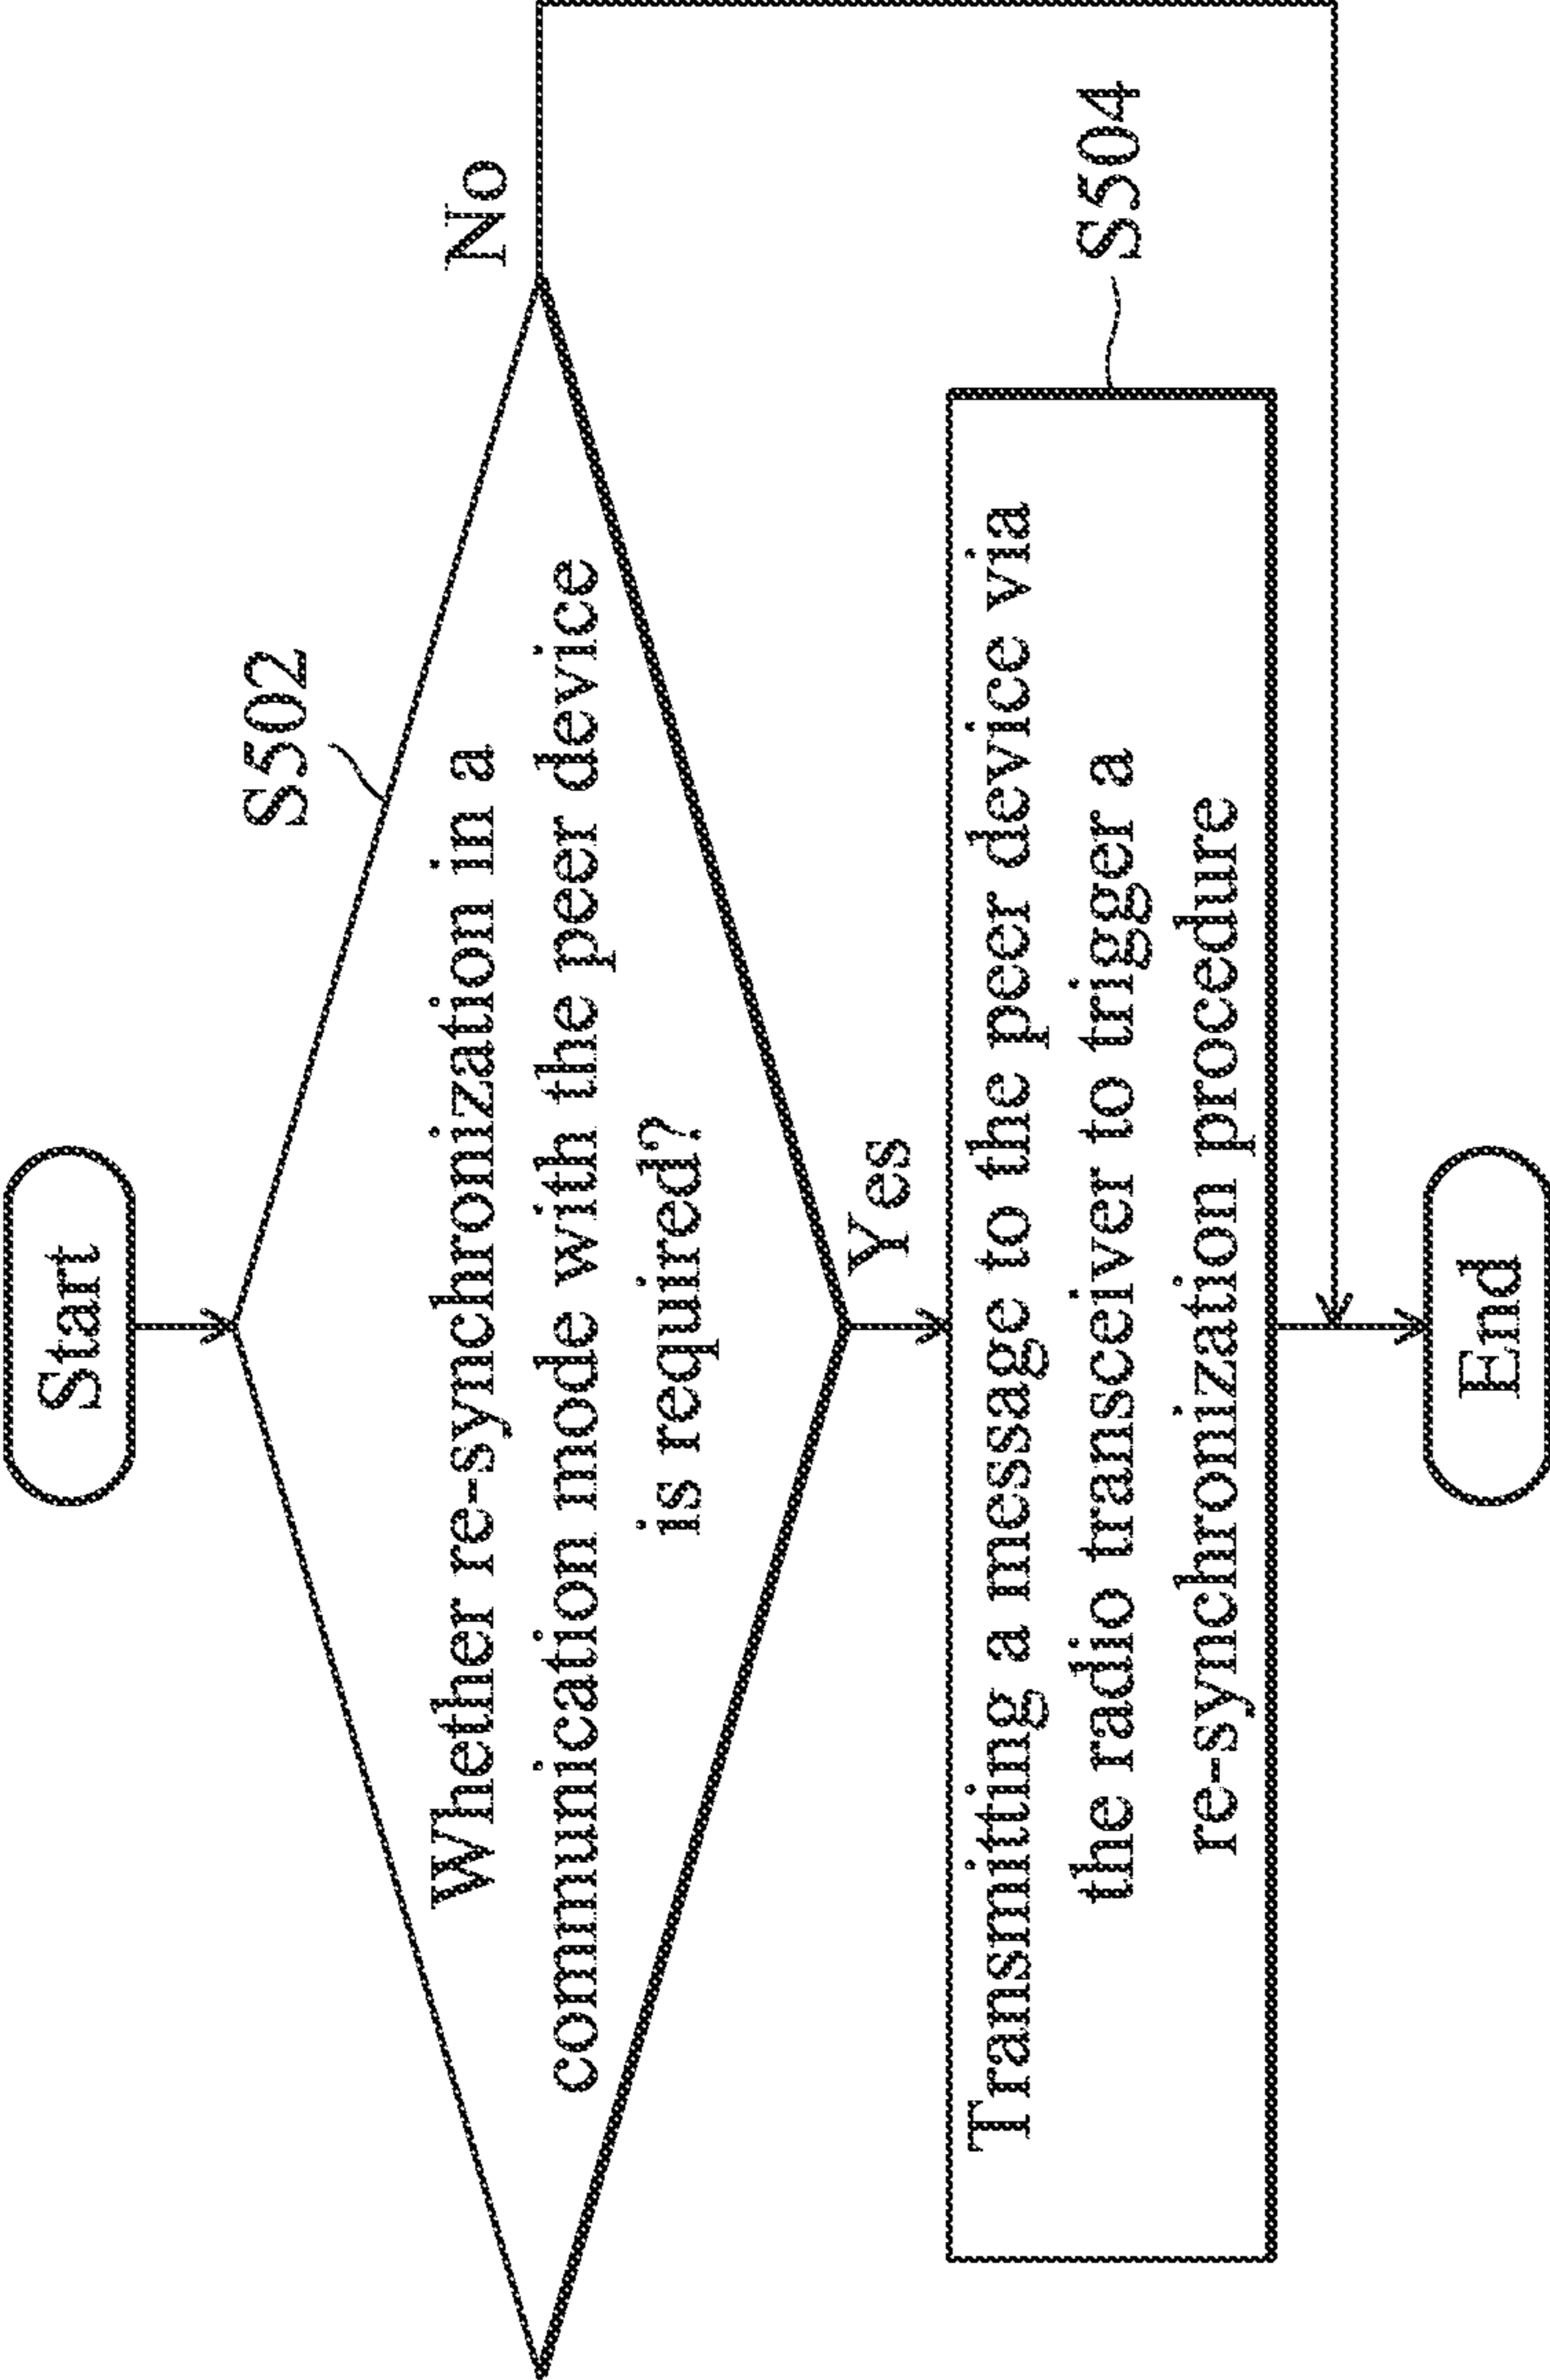 Start
S502
Whether re-synchronization in a
communication mode with the peer device
is required?
No
Yes
Transmitting a message to the peer device via
the radio transceiver to trigger a
re-synchronization procedure
S504
End